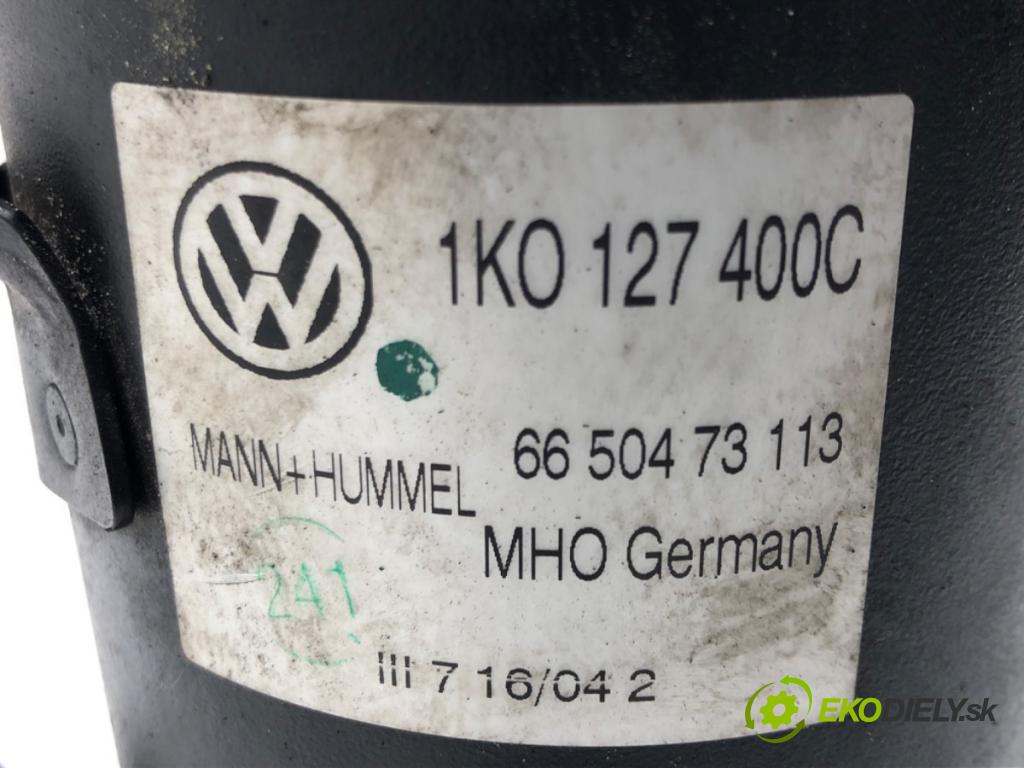 1K0 127 400C
MANN+HUMMEL
66 504 73 113
MHO Germany
241
III 7 16/04 2
EKODIELY.sk